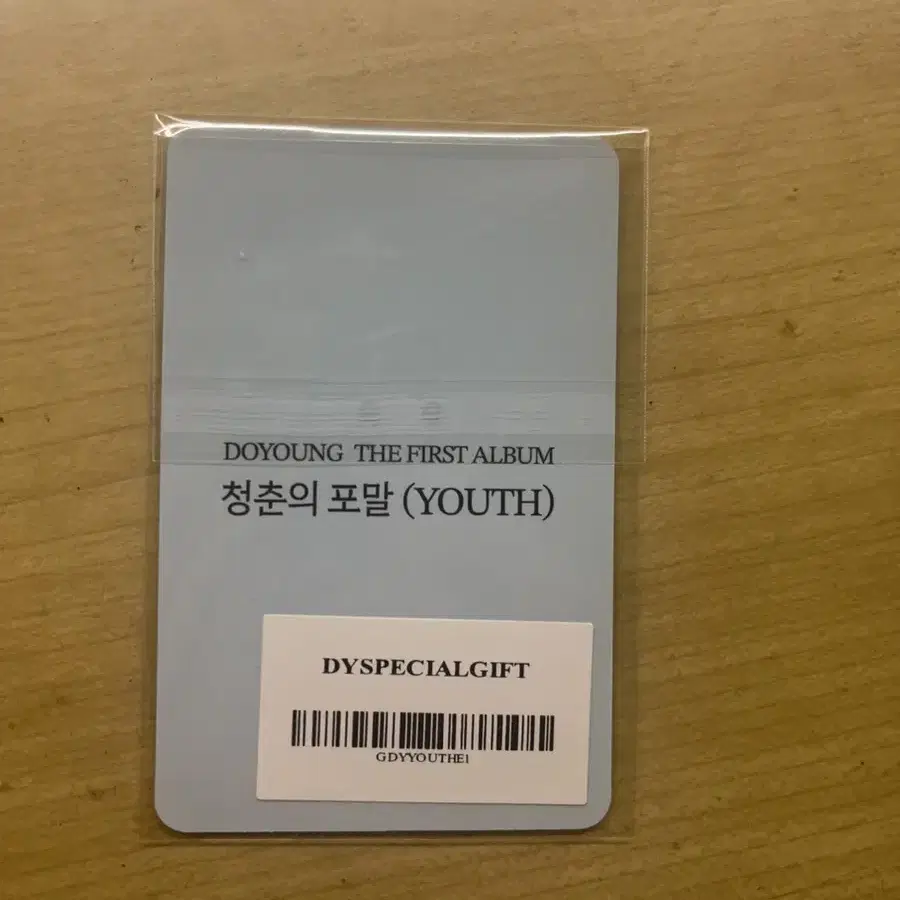 DOYOUNG THE FIRST ALBUM
청춘의 포말 (YOUTH)
DYSPECIALGIFT
GDYYOUTHE1